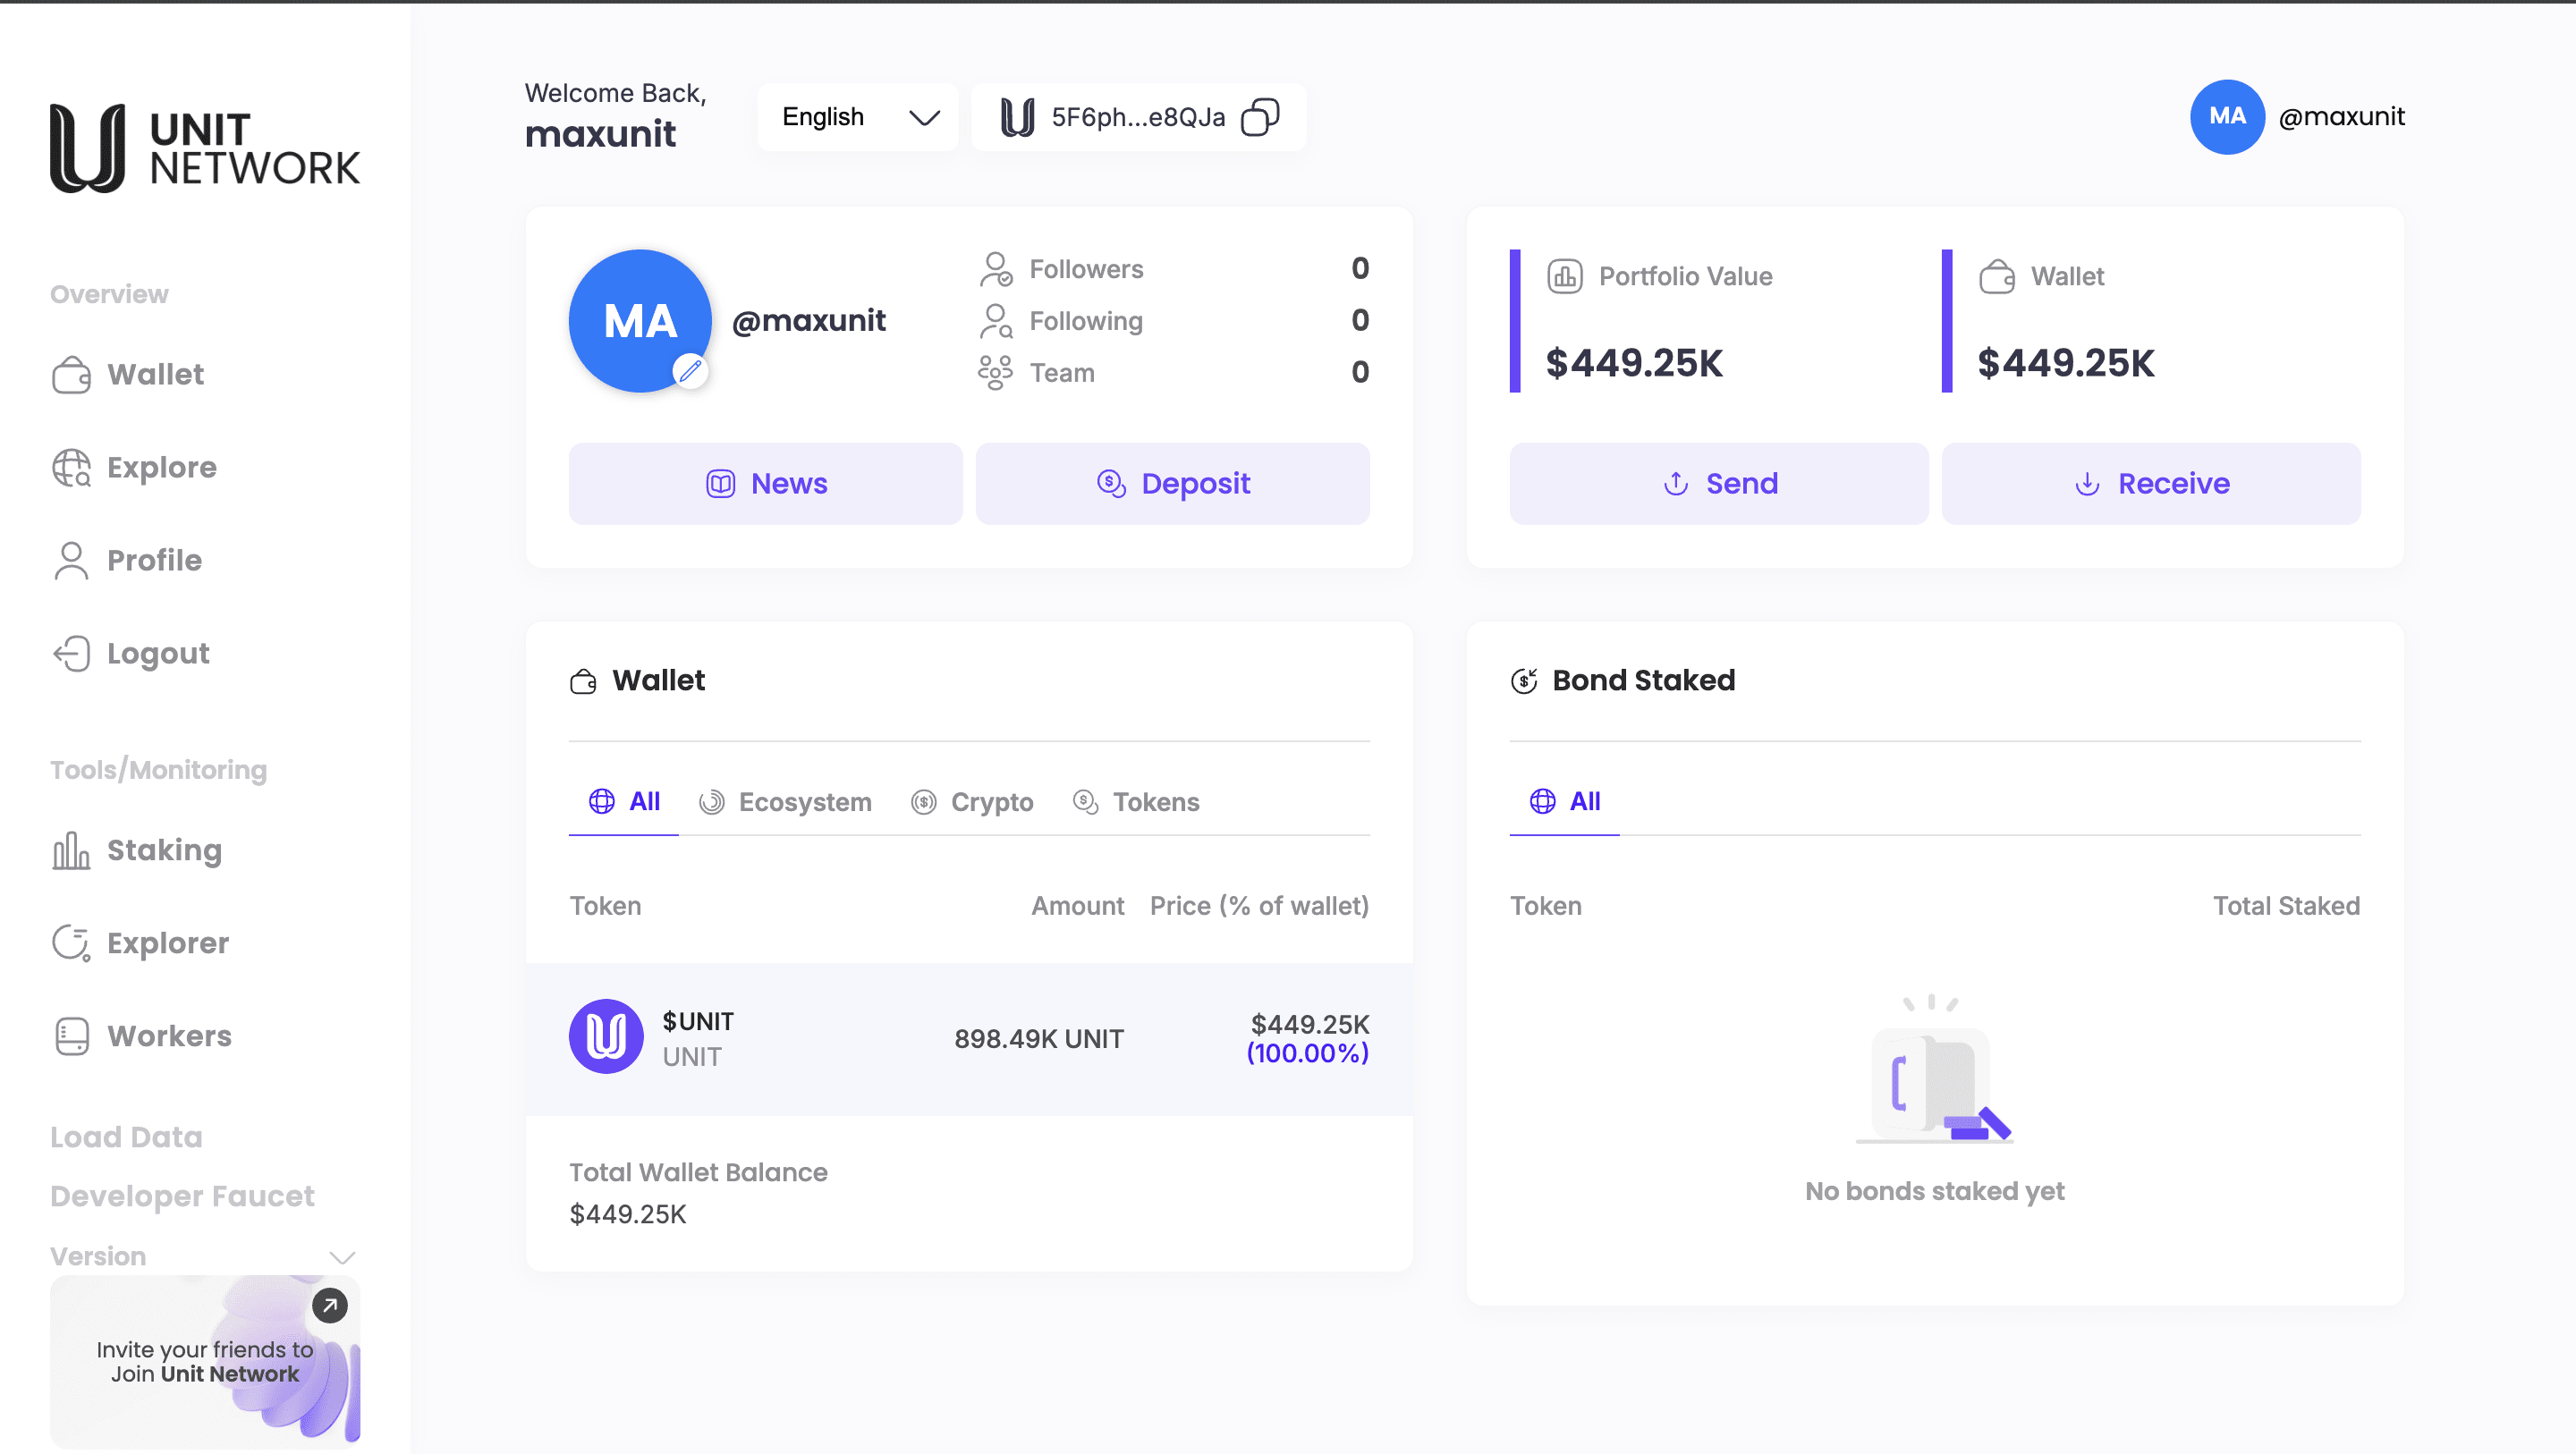 UNIT
NETWORK
Overview
Wallet
Explore
Profile
Logout
Tools/Monitoring
Staking
Explorer
Workers
Load Data
Developer Faucet
Version
Invite your friends to
Join Unit Network
Welcome Back,
maxunit
English
5F6ph...e8QJa
MA
@maxunit
MA
@maxunit
Followers 0
Following 0
Team 0
News
Deposit
Portfolio Value
$449.25K
Wallet
$449.25K
Send
Receive
Wallet
All Ecosystem Crypto Tokens
Token Amount Price (% of wallet)
$UNIT
UNIT
898.49K UNIT
$449.25K
(100.00%)
Total Wallet Balance
$449.25K
Bond Staked
All
Token Total Staked
No bonds staked yet